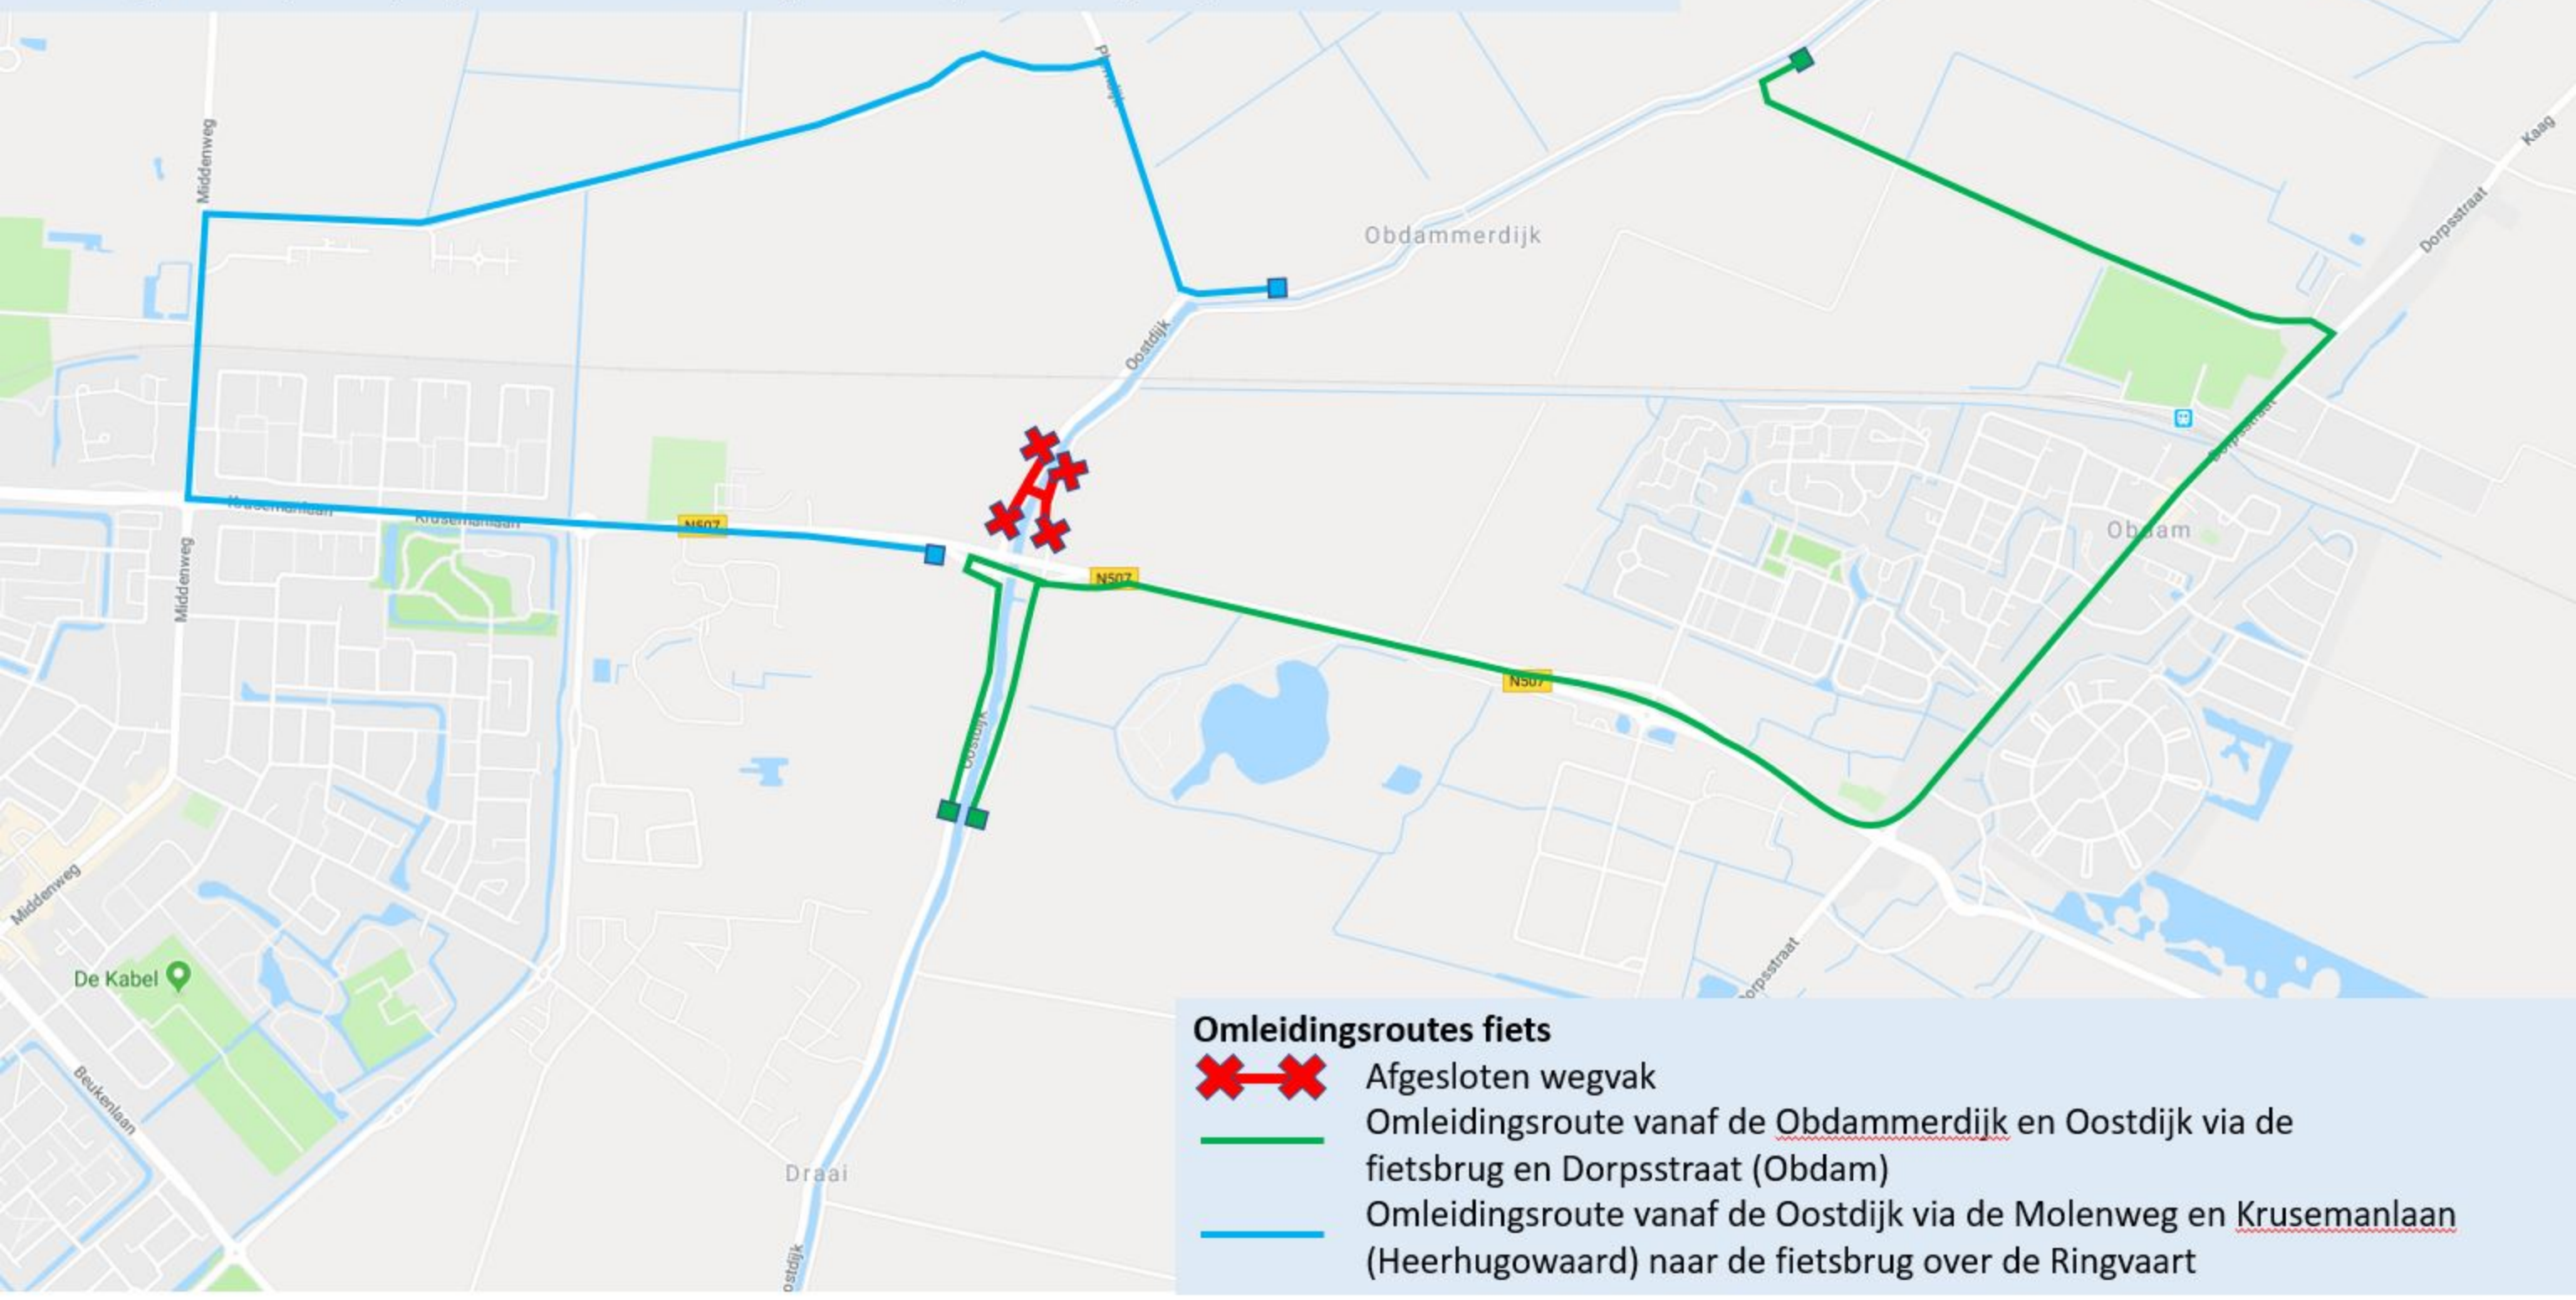 Plemdijk
Middenweg
Kaag
Dorpsstraat
Obdammerdijk
Oostdijk
Dorpsstraat
Krusemanlaan
Krusemanlaan
N507
Obdam
N507
Middenweg
N507
Oostdijk
Middenweg
De Kabel
Dorpsstraat
Beukenlaan
Draai
Oostdijk
Omleidingsroutes fiets
Afgesloten wegvak
Omleidingsroute vanaf de Obdammerdijk en Oostdijk via de
fietsbrug en Dorpsstraat (Obdam)
Omleidingsroute vanaf de Oostdijk via de Molenweg en Krusemanlaan
(Heerhugowaard) naar de fietsbrug over de Ringvaart